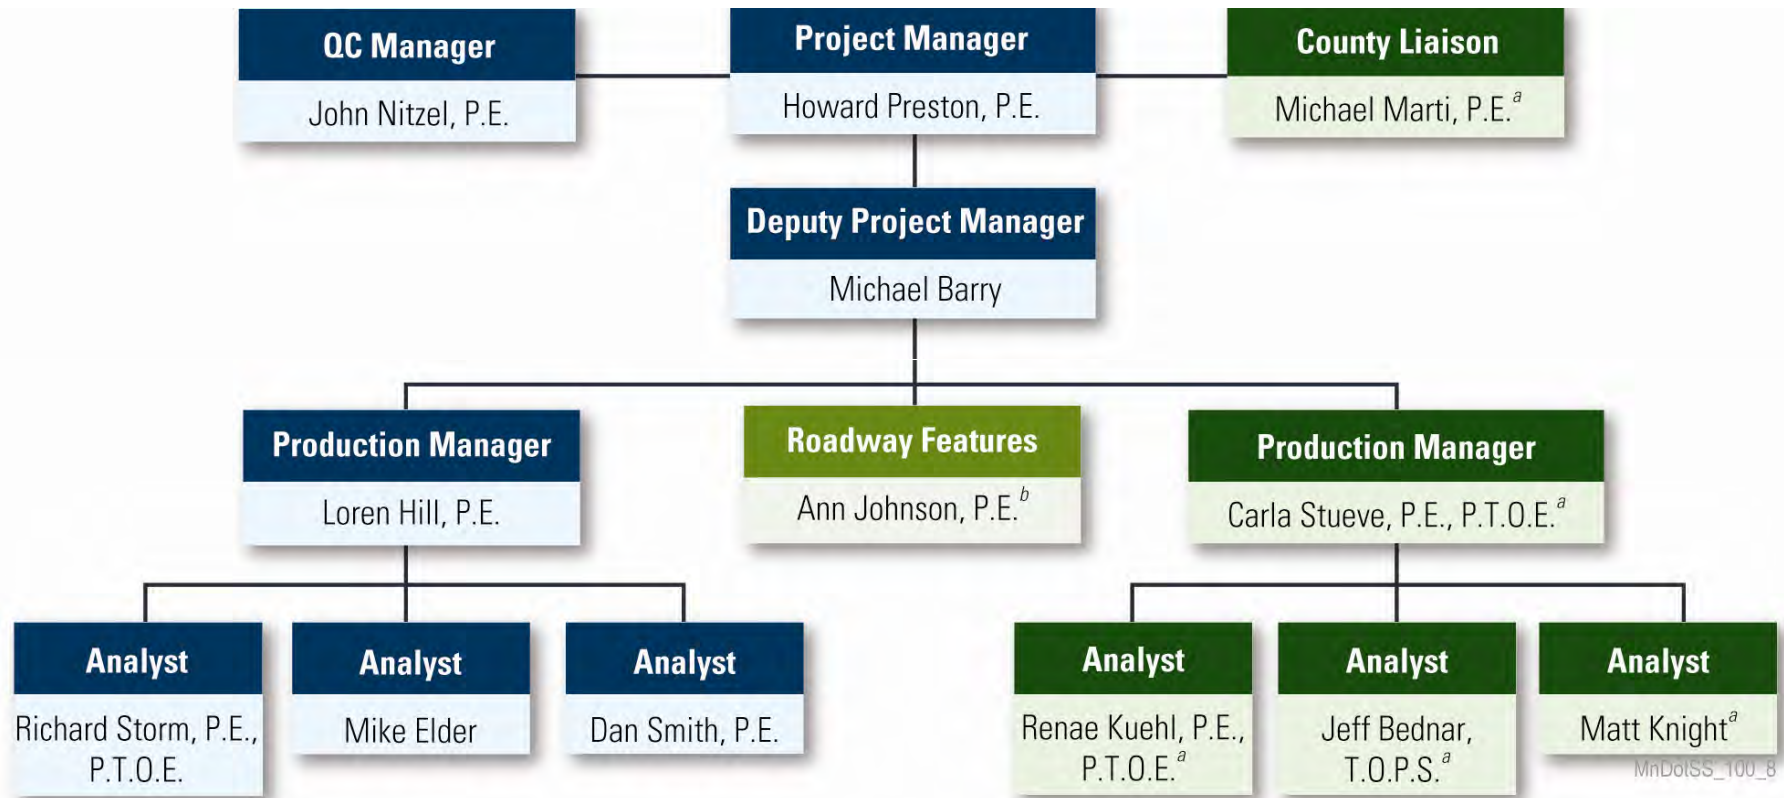 QC Manager
John Nitzel, P.E.
Project Manager
Howard Preston, P.E.
County Liaison
Michael Marti, P.E.a
Deputy Project Manager
Michael Barry
Production Manager
Loren Hill, P.E.
Roadway Features
Ann Johnson, P.E.b
Production Manager
Carla Stueve, P.E., P.T.O.E.a
Analyst
Richard Storm, P.E.,
P.T.O.E.
Analyst
Mike Elder
Analyst
Dan Smith, P.E.
Analyst
Renae Kuehl, P.E.,
P.T.O.E.a
Analyst
Jeff Bednar,
T.O.P.S.a
Analyst
Matt Knighta
MnDotSS_100_8